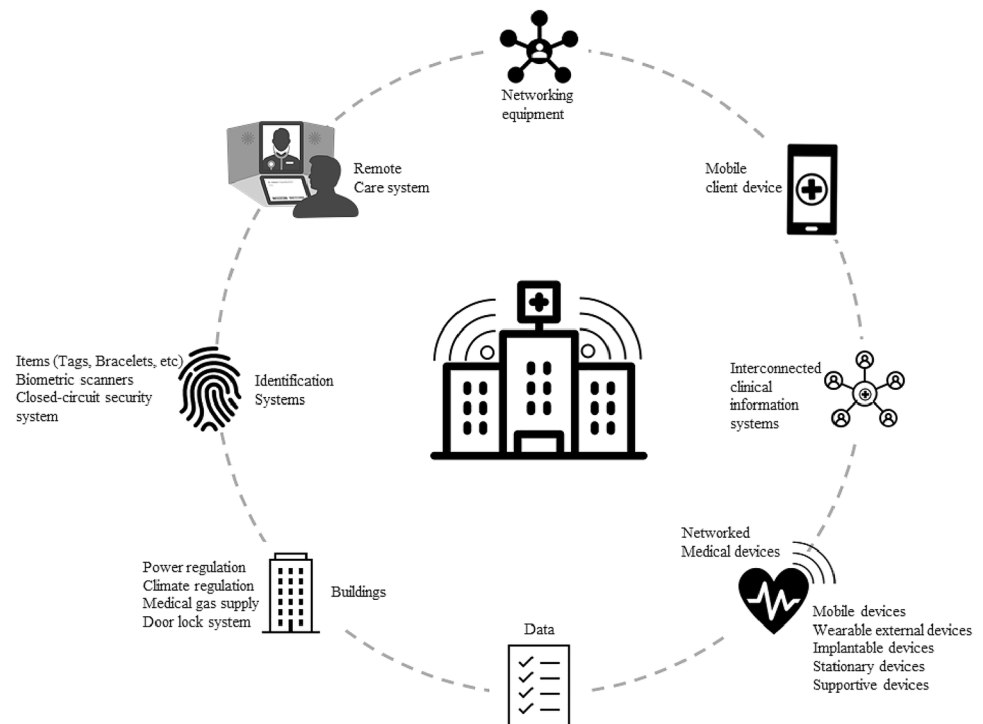 Networking
equipment
Remote
Care system
Mobile
client device
Items (Tags, Bracelets, etc)
Biometric scanners
Closed-circuit security
system
Identification
Systems
Interconnected
clinical
information
systems
Networked
Medical devices
Mobile devices
Wearable external devices
Implantable devices
Stationary devices
Supportive devices
Power regulation
Climate regulation
Medical gas supply
Door lock system
Buildings
Data